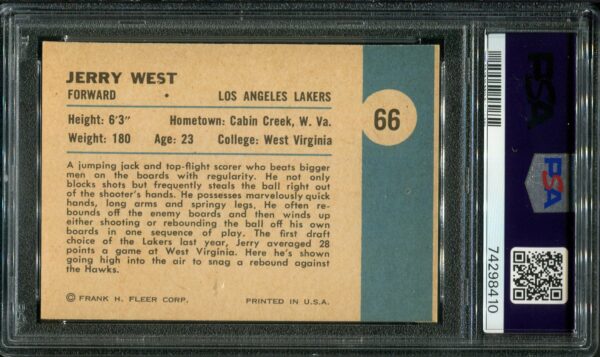 JERRY WEST
FORWARD • LOS ANGELES LAKERS
Height: 6'3" Hometown: Cabin Creek, W. Va.
Weight: 180 Age: 23 College: West Virginia
66
A jumping jack and top-flight scorer who beats bigger
men on the boards with regularity. He not only
blocks shots but frequently steals the ball right out
of the shooter's hands. He possesses marvelously quick
hands, long arms and springy legs. He often re-
bounds off the enemy boards and then winds up
either shooting or rebounding the ball off his own
boards in one sequence of play. The first draft
choice of the Lakers last year, Jerry averaged 28
points a game at West Virginia. Here he's shown
going high into the air to snag a rebound against
the Hawks.
© FRANK H. FLEER CORP. PRINTED IN U.S.A.
74298410
PSA
PSA